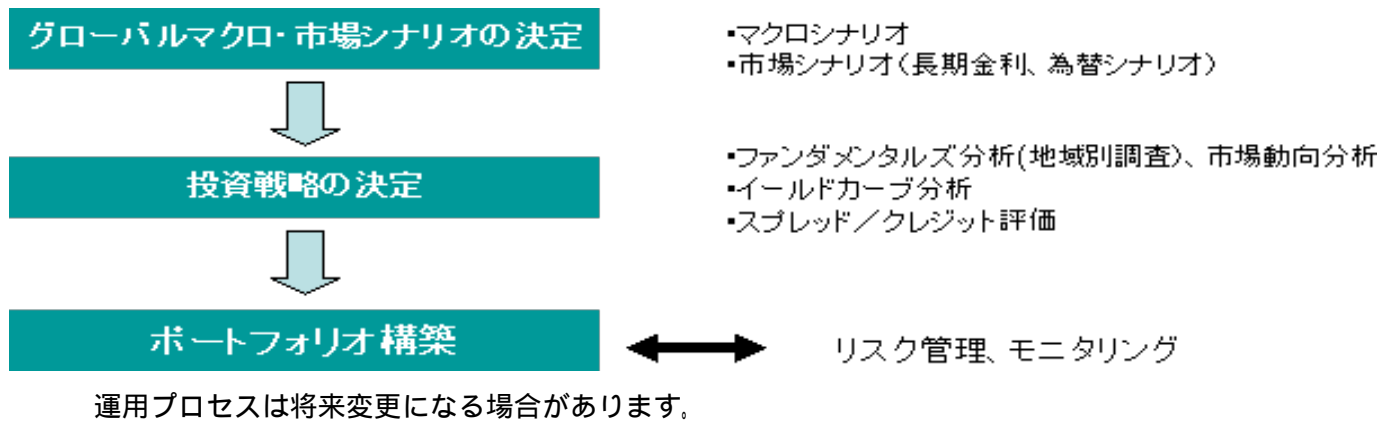 グローバルマクロ・市場シナリオの決定
▪マクロシナリオ
▪市場シナリオ(長期金利、為替シナリオ)
投資戦略の決定
▪ファンダメンタルズ分析(地域別調査)、市場動向分析
▪イールドカーブ分析
▪スプレッド／クレジット評価
ポートフォリオ構築
リスク管理、モニタリング
運用プロセスは将来変更になる場合があります。